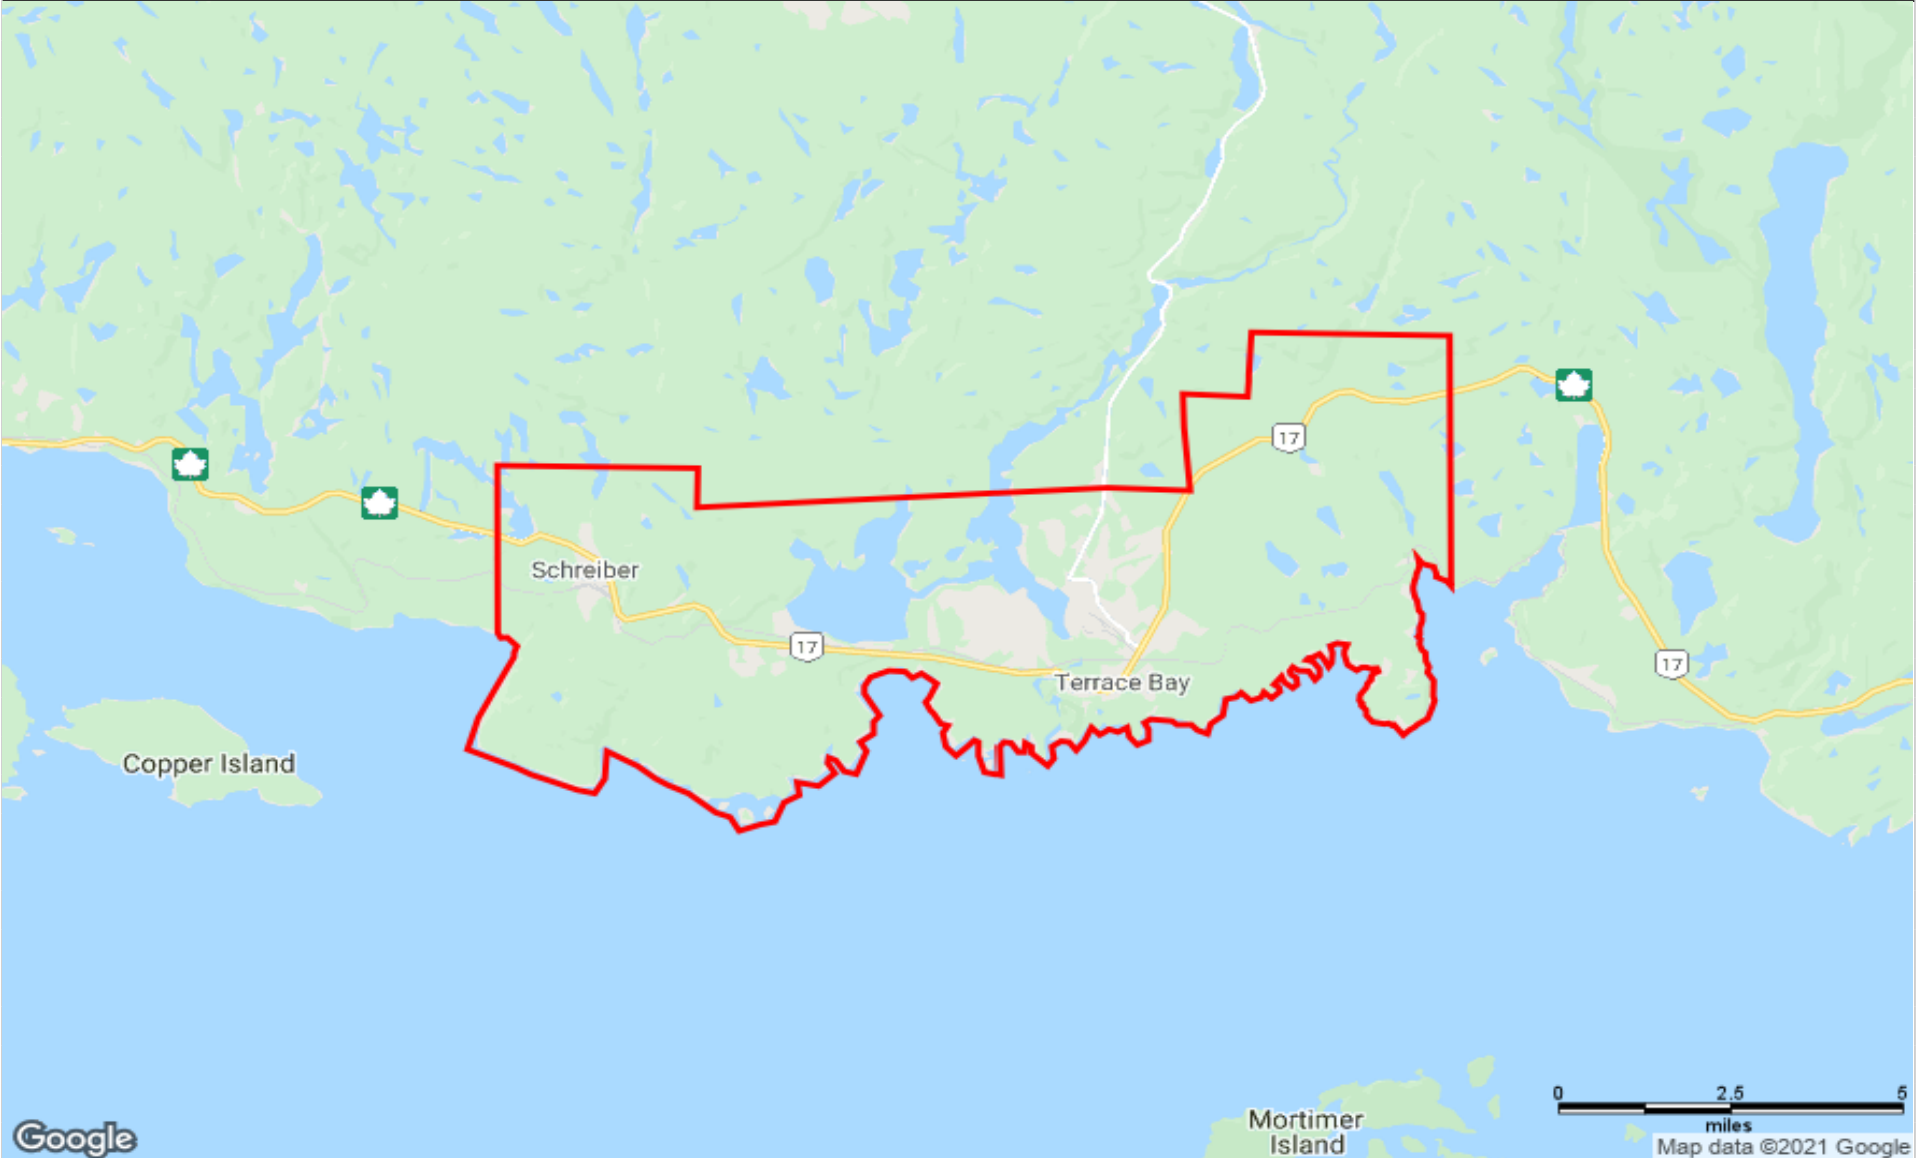 17
Schreiber
17
17
Terrace Bay
Copper Island
0 2.5 5
miles
Mortimer
Island
Google
Map data ©2021 Google